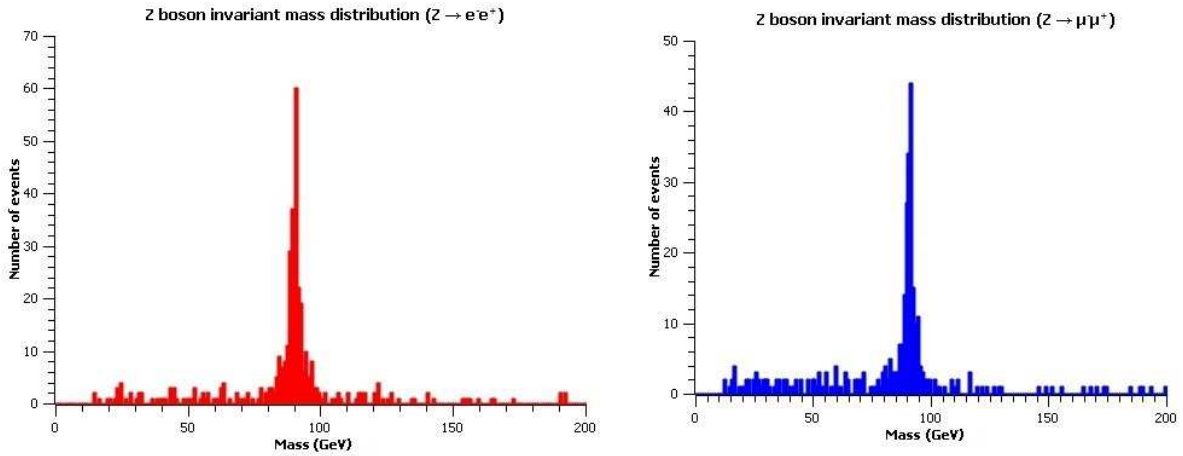 Z boson invariant mass distribution (Z → e⁻e⁺)
70
60
50
40
30
20
10
0
Number of events
0 50 100 150 200
Mass (GeV)
Z boson invariant mass distribution (Z → μ⁻μ⁺)
50
40
30
20
10
0
Number of events
0 50 100 150 200
Mass (GeV)